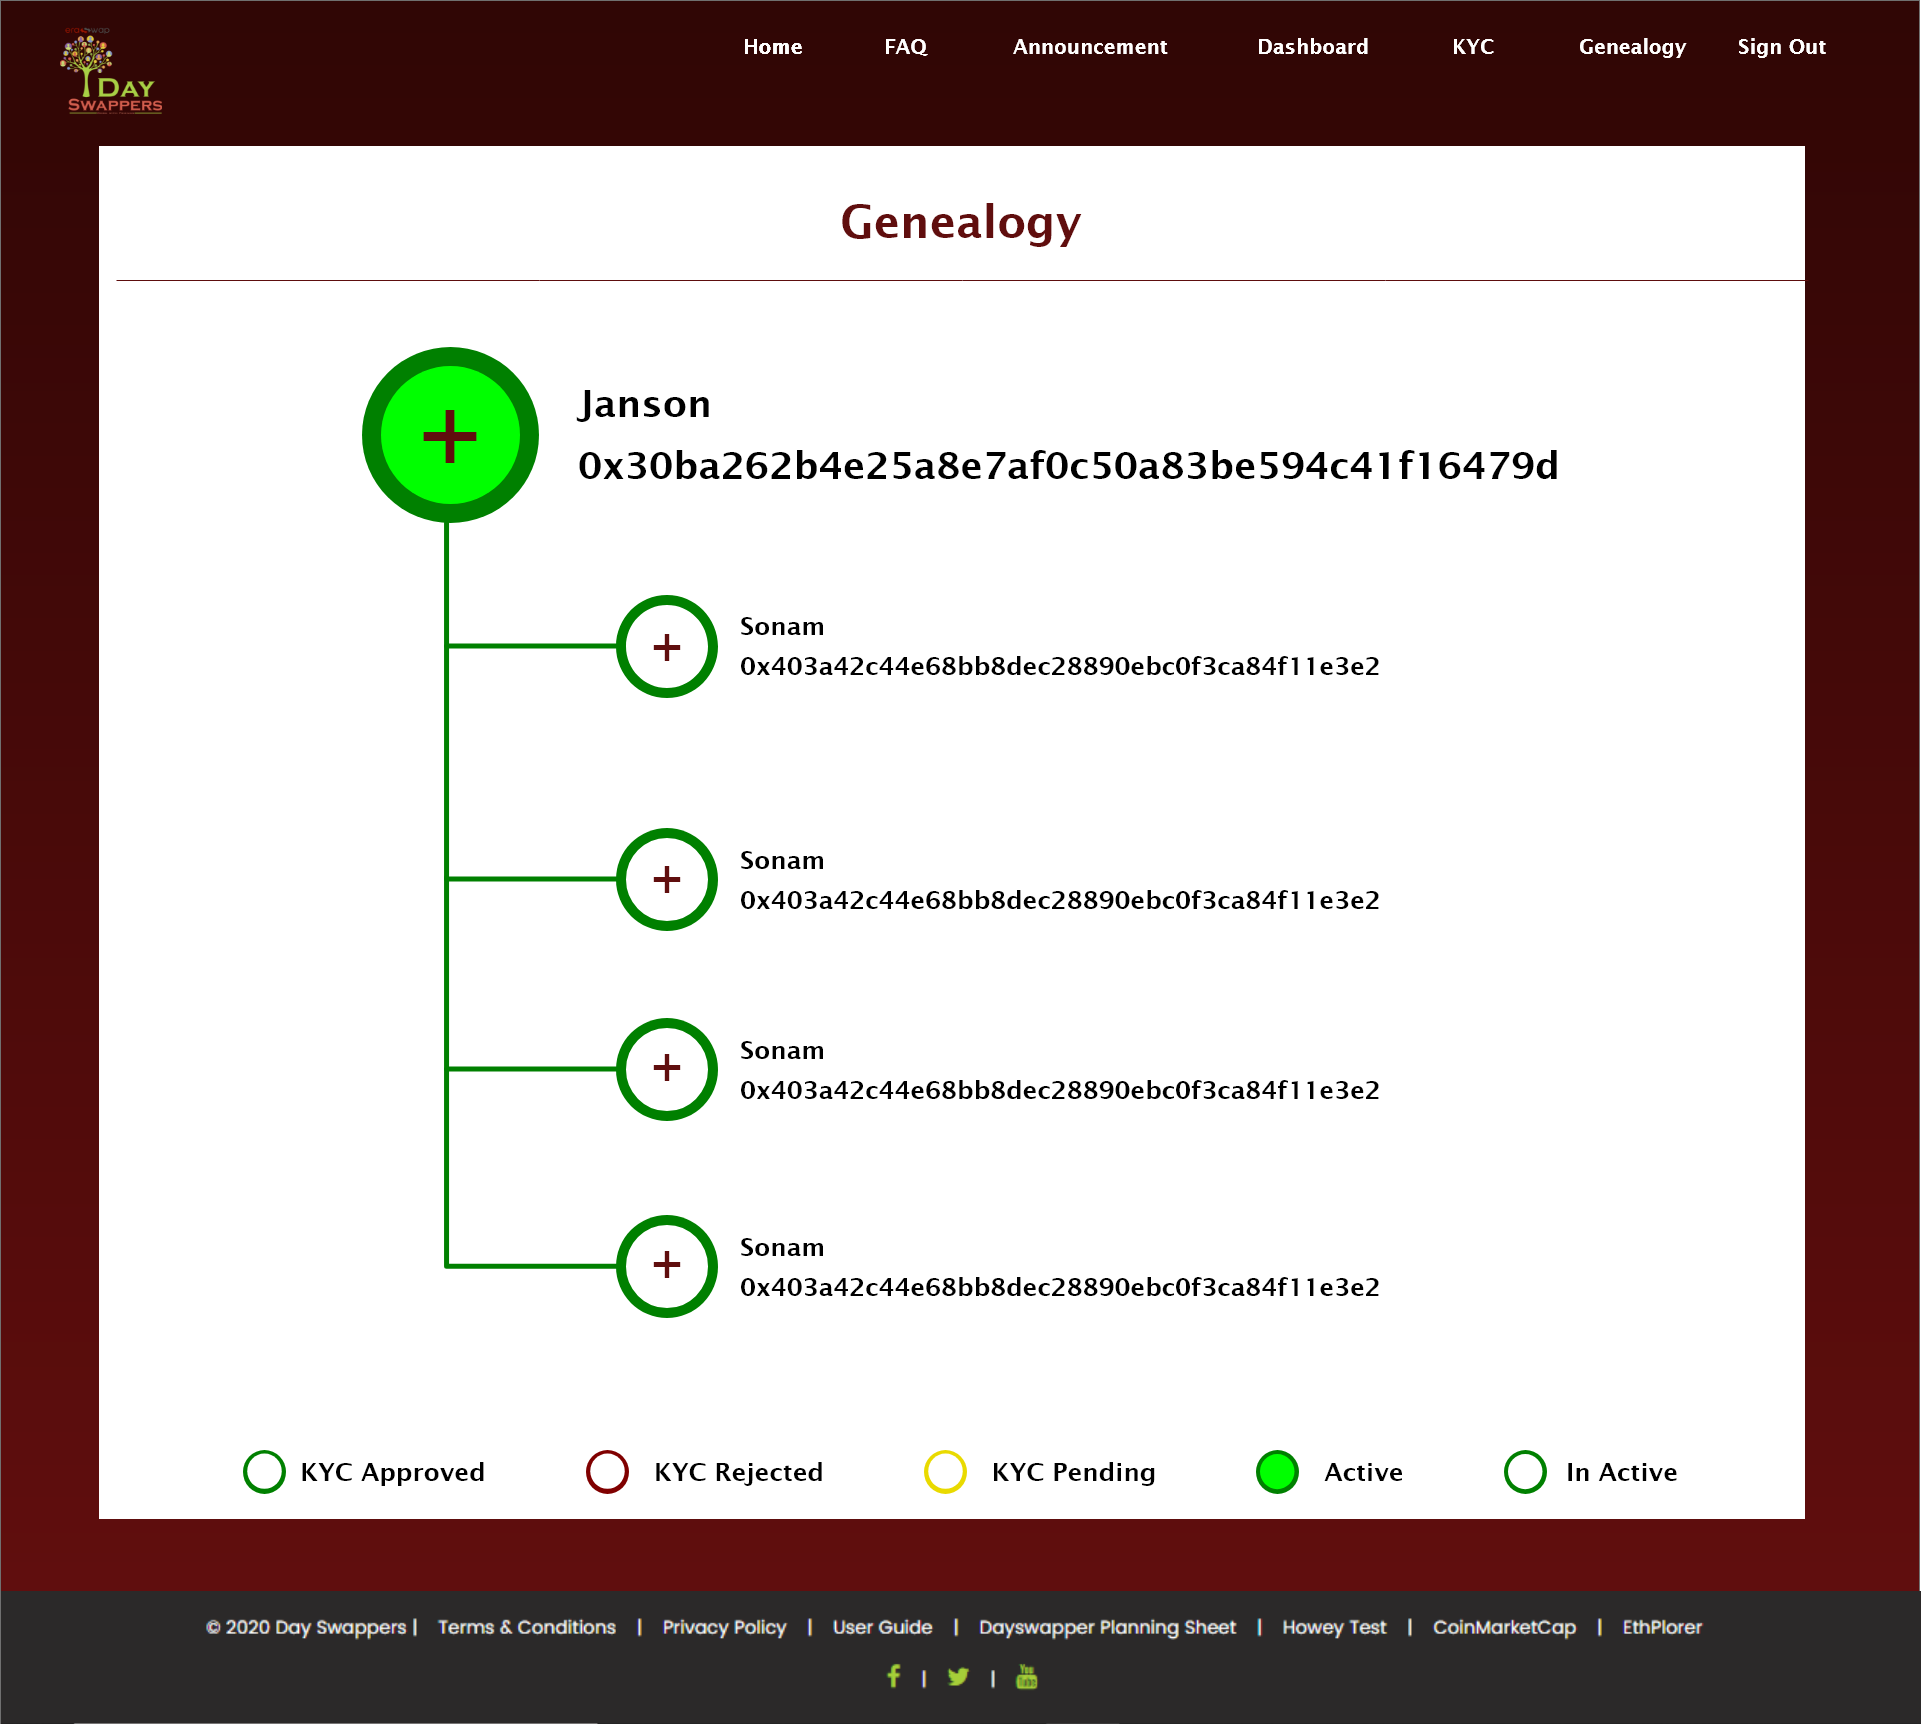 Home FAQ Announcement Dashboard KYC Genealogy Sign Out
DAY
SWAPPERS
Genealogy
Janson
0x30ba262b4e25a8e7af0c50a83be594c41f16479d
Sonam
0x403a42c44e68bb8dec28890ebc0f3ca84f11e3e2
Sonam
0x403a42c44e68bb8dec28890ebc0f3ca84f11e3e2
Sonam
0x403a42c44e68bb8dec28890ebc0f3ca84f11e3e2
Sonam
0x403a42c44e68bb8dec28890ebc0f3ca84f11e3e2
KYC Approved KYC Rejected KYC Pending Active In Active
© 2020 Day Swappers | Terms & Conditions | Privacy Policy | User Guide | Dayswapper Planning Sheet | Howey Test | CoinMarketCap | EthPlorer
You Tube